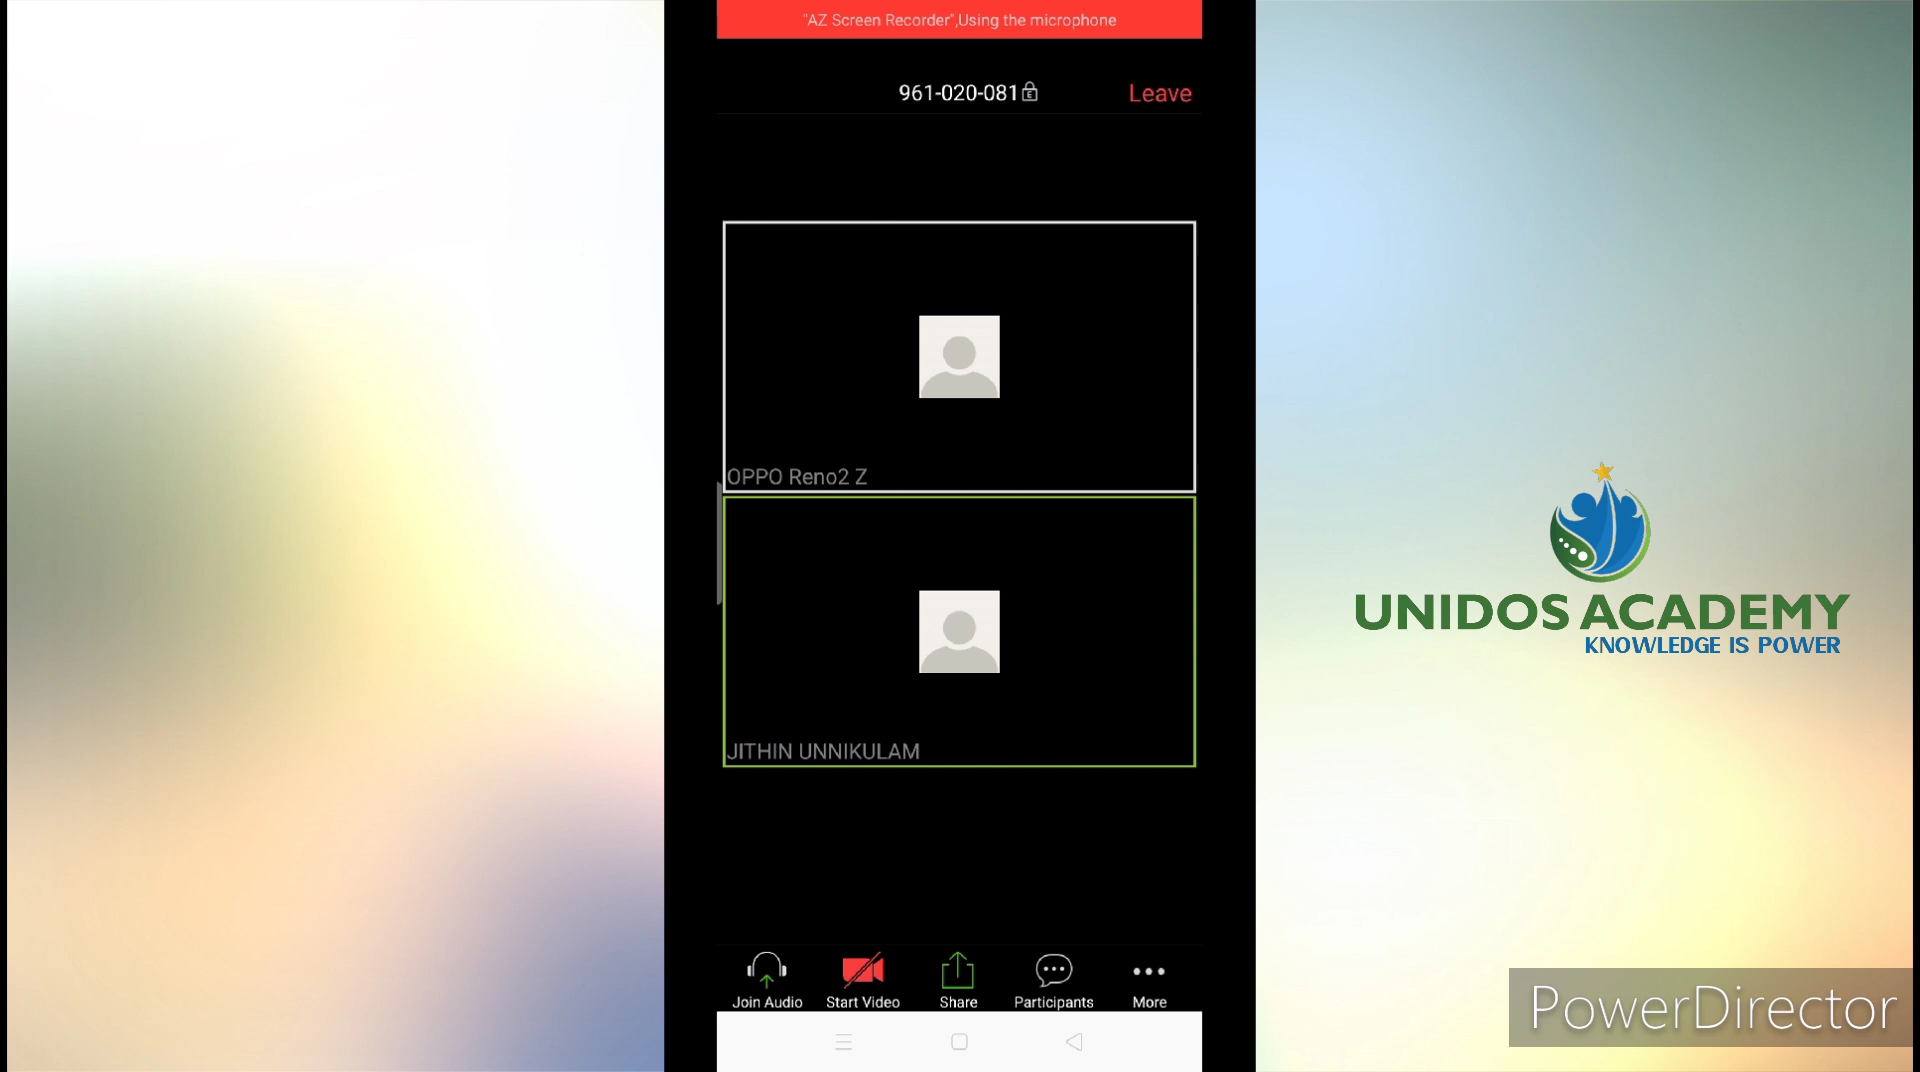 "AZ Screen Recorder",Using the microphone
961-020-081
Leave
OPPO Reno2 Z
JITHIN UNNIKULAM
Join Audio
Start Video
Share
Participants
More
UNIDOS ACADEMY
KNOWLEDGE IS POWER
PowerDirector